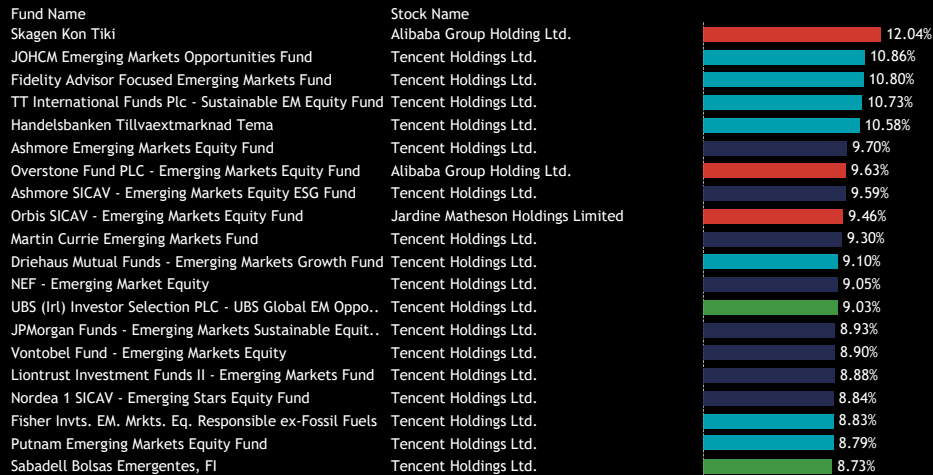 Fund Name Stock Name
Skagen Kon Tiki Alibaba Group Holding Ltd. 12.04%
JOHCM Emerging Markets Opportunities Fund Tencent Holdings Ltd. 10.86%
Fidelity Advisor Focused Emerging Markets Fund Tencent Holdings Ltd. 10.80%
TT International Funds Plc - Sustainable EM Equity Fund Tencent Holdings Ltd. 10.73%
Handelsbanken Tillvaextmarknad Tema Tencent Holdings Ltd. 10.58%
Ashmore Emerging Markets Equity Fund Tencent Holdings Ltd. 9.70%
Overstone Fund PLC - Emerging Markets Equity Fund Alibaba Group Holding Ltd. 9.63%
Ashmore SICAV - Emerging Markets Equity ESG Fund Tencent Holdings Ltd. 9.59%
Orbis SICAV - Emerging Markets Equity Fund Jardine Matheson Holdings Limited 9.46%
Martin Currie Emerging Markets Fund Tencent Holdings Ltd. 9.30%
Driehaus Mutual Funds - Emerging Markets Growth Fund Tencent Holdings Ltd. 9.10%
NEF - Emerging Market Equity Tencent Holdings Ltd. 9.05%
UBS (Irl) Investor Selection PLC - UBS Global EM Oppo.. Tencent Holdings Ltd. 9.03%
JPMorgan Funds - Emerging Markets Sustainable Equit.. Tencent Holdings Ltd. 8.93%
Vontobel Fund - Emerging Markets Equity Tencent Holdings Ltd. 8.90%
Liontrust Investment Funds II - Emerging Markets Fund Tencent Holdings Ltd. 8.88%
Nordea 1 SICAV - Emerging Stars Equity Fund Tencent Holdings Ltd. 8.84%
Fisher Invts. EM. Mrkts. Eq. Responsible ex-Fossil Fuels Tencent Holdings Ltd. 8.83%
Putnam Emerging Markets Equity Fund Tencent Holdings Ltd. 8.79%
Sabadell Bolsas Emergentes, FI Tencent Holdings Ltd. 8.73%